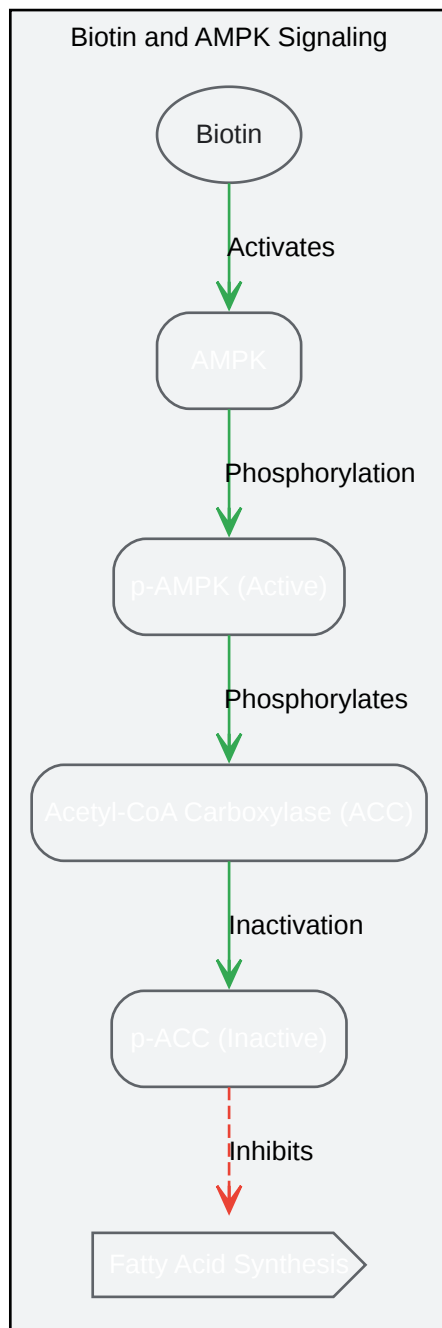 Biotin and AMPK Signaling
Biotin
Activates
AMPK
Phosphorylation
p-AMPK (Active)
Phosphorylates
Acetyl-CoA Carboxylase (ACC)
Inactivation
p-ACC (Inactive)
Inhibits
Fatty Acid Synthesis